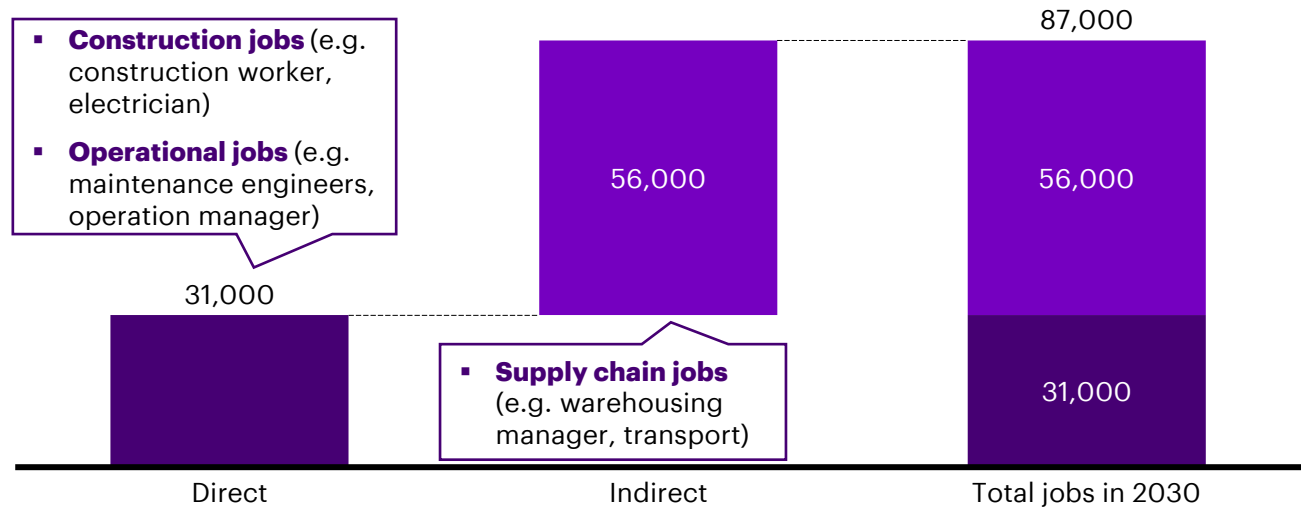 ▪ Construction jobs (e.g.
construction worker,
electrician)
▪ Operational jobs (e.g.
maintenance engineers,
operation manager)
31,000
56,000
▪ Supply chain jobs
(e.g. warehousing
manager, transport)
87,000
56,000
31,000
Direct
Indirect
Total jobs in 2030